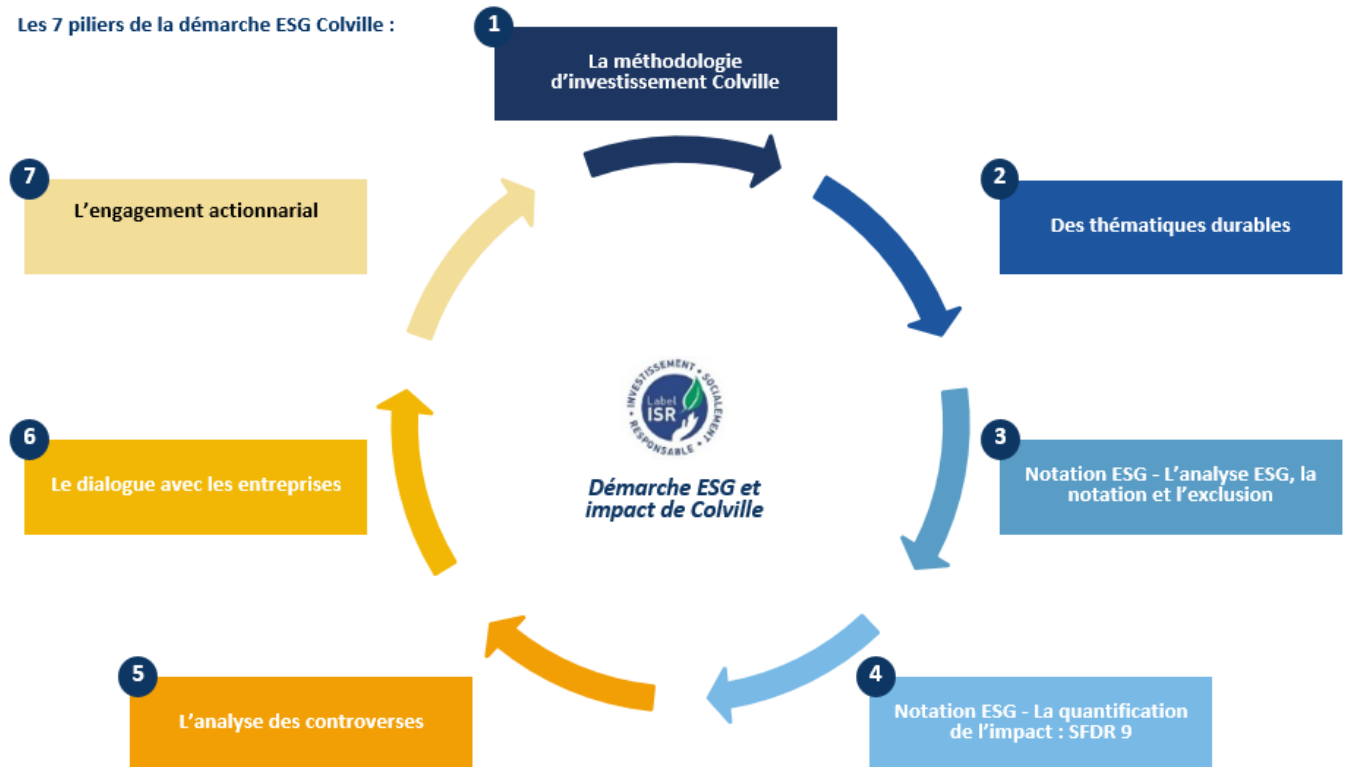 Les 7 piliers de la démarche ESG Colville :
1
La méthodologie
d'investissement Colville
2
Des thématiques durables
3
Notation ESG - L'analyse ESG, la
notation et l'exclusion
4
Notation ESG - La quantification
de l'impact : SFDR 9
5
L'analyse des controverses
6
Le dialogue avec les entreprises
7
L'engagement actionnarial
INVESTISSEMENT • SOCIALEMENT • RESPONSABLE •
Label
ISR
Démarche ESG et
impact de Colville